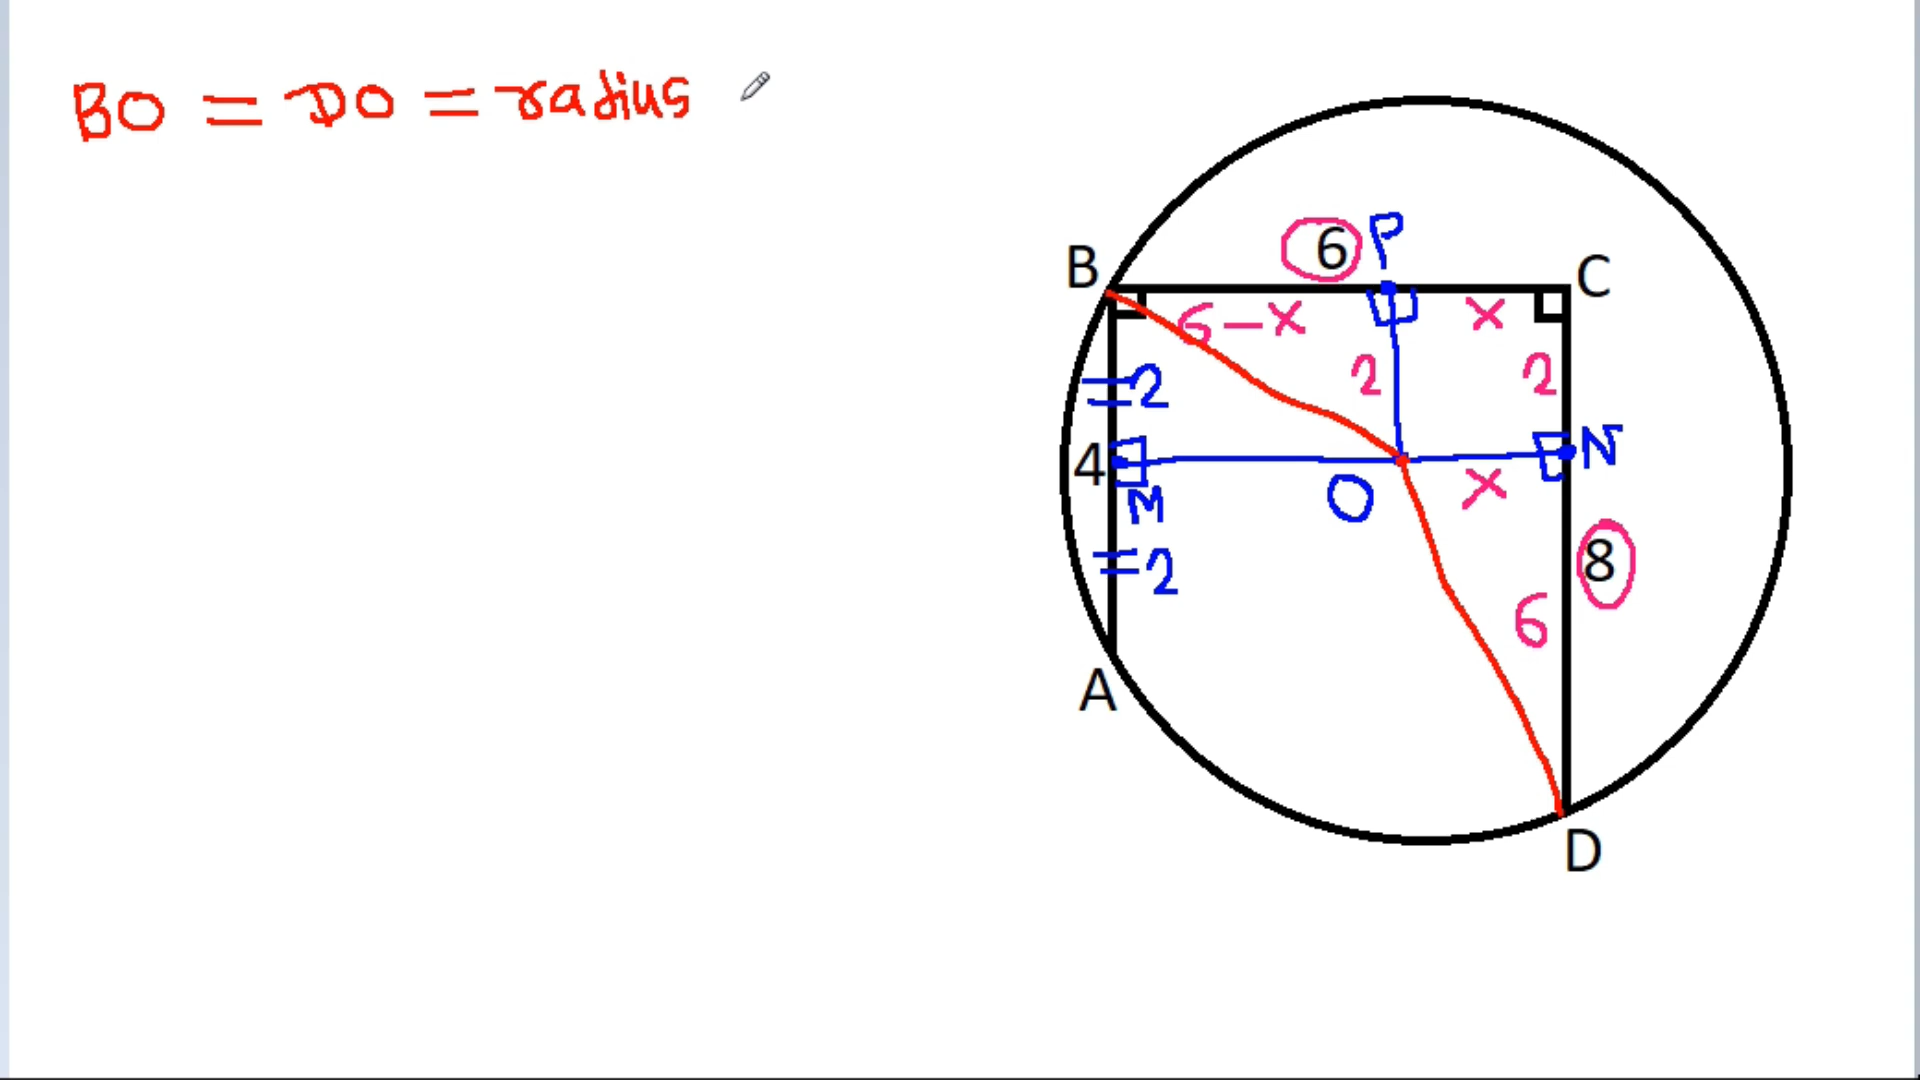 BO = DO = radius
6 P
B C
6-x x
2 2 2
4 N
M O x
8
2 6
A
D